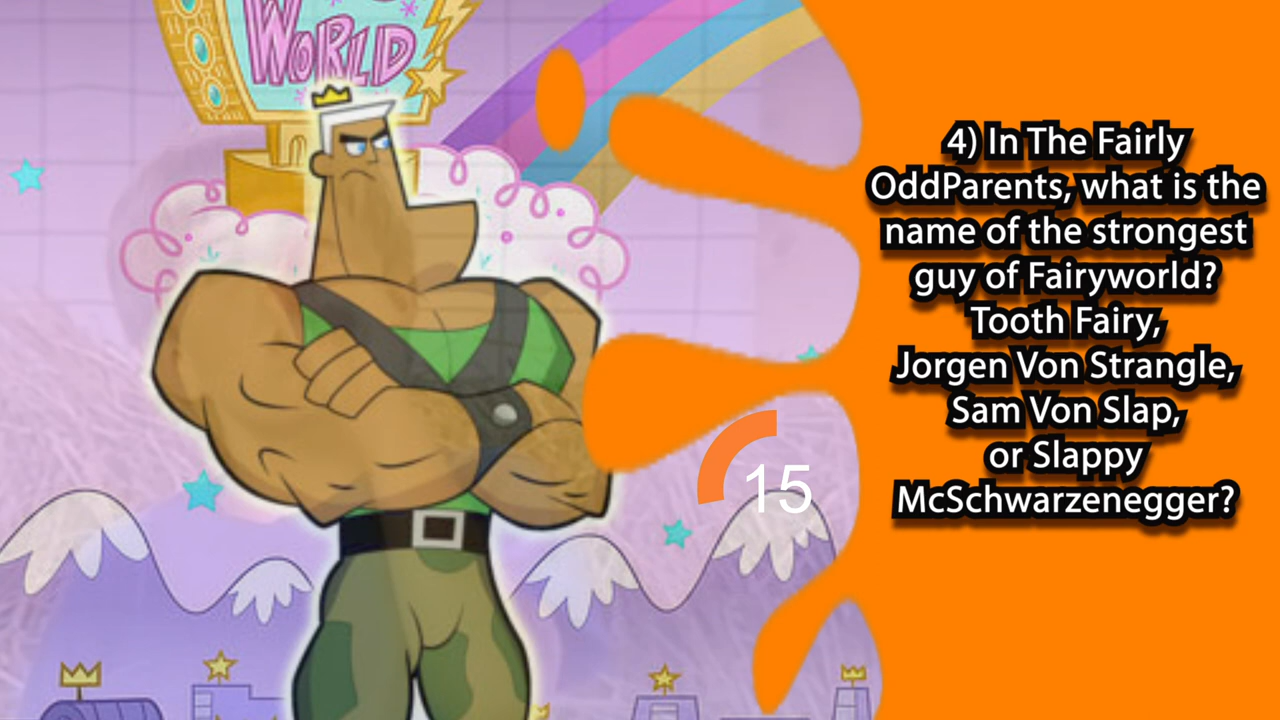 WORLD
4) In The Fairly
OddParents, what is the
name of the strongest
guy of Fairyworld?
Tooth Fairy,
Jorgen Von Strangle,
Sam Von Slap,
or Slappy
McSchwarzenegger?
15